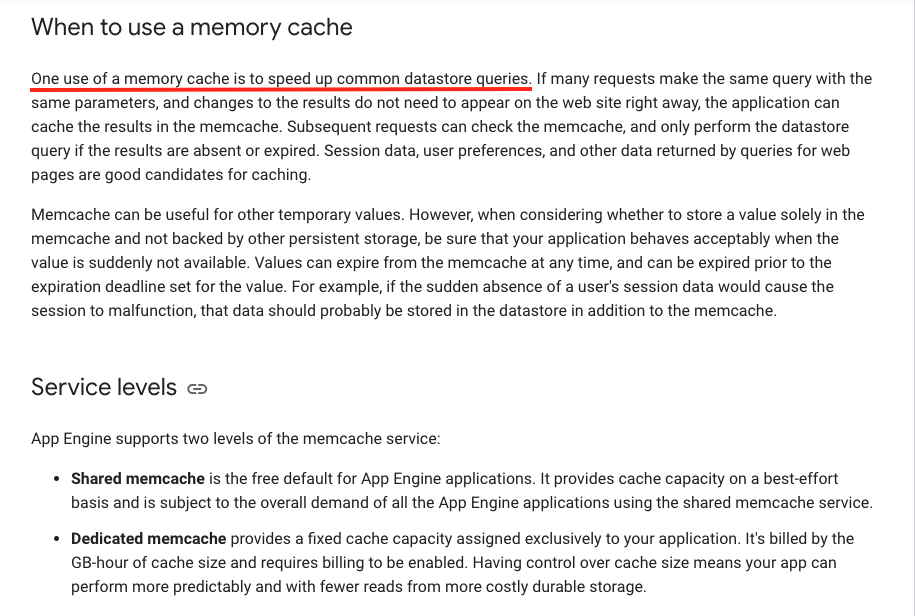 When to use a memory cache
One use of a memory cache is to speed up common datastore queries. If many requests make the same query with the
same parameters, and changes to the results do not need to appear on the web site right away, the application can
cache the results in the memcache. Subsequent requests can check the memcache, and only perform the datastore
query if the results are absent or expired. Session data, user preferences, and other data returned by queries for web
pages are good candidates for caching.
Memcache can be useful for other temporary values. However, when considering whether to store a value solely in the
memcache and not backed by other persistent storage, be sure that your application behaves acceptably when the
value is suddenly not available. Values can expire from the memcache at any time, and can be expired prior to the
expiration deadline set for the value. For example, if the sudden absence of a user's session data would cause the
session to malfunction, that data should probably be stored in the datastore in addition to the memcache.
Service levels
App Engine supports two levels of the memcache service:
• Shared memcache is the free default for App Engine applications. It provides cache capacity on a best-effort
basis and is subject to the overall demand of all the App Engine applications using the shared memcache service.
• Dedicated memcache provides a fixed cache capacity assigned exclusively to your application. It's billed by the
GB-hour of cache size and requires billing to be enabled. Having control over cache size means your app can
perform more predictably and with fewer reads from more costly durable storage.